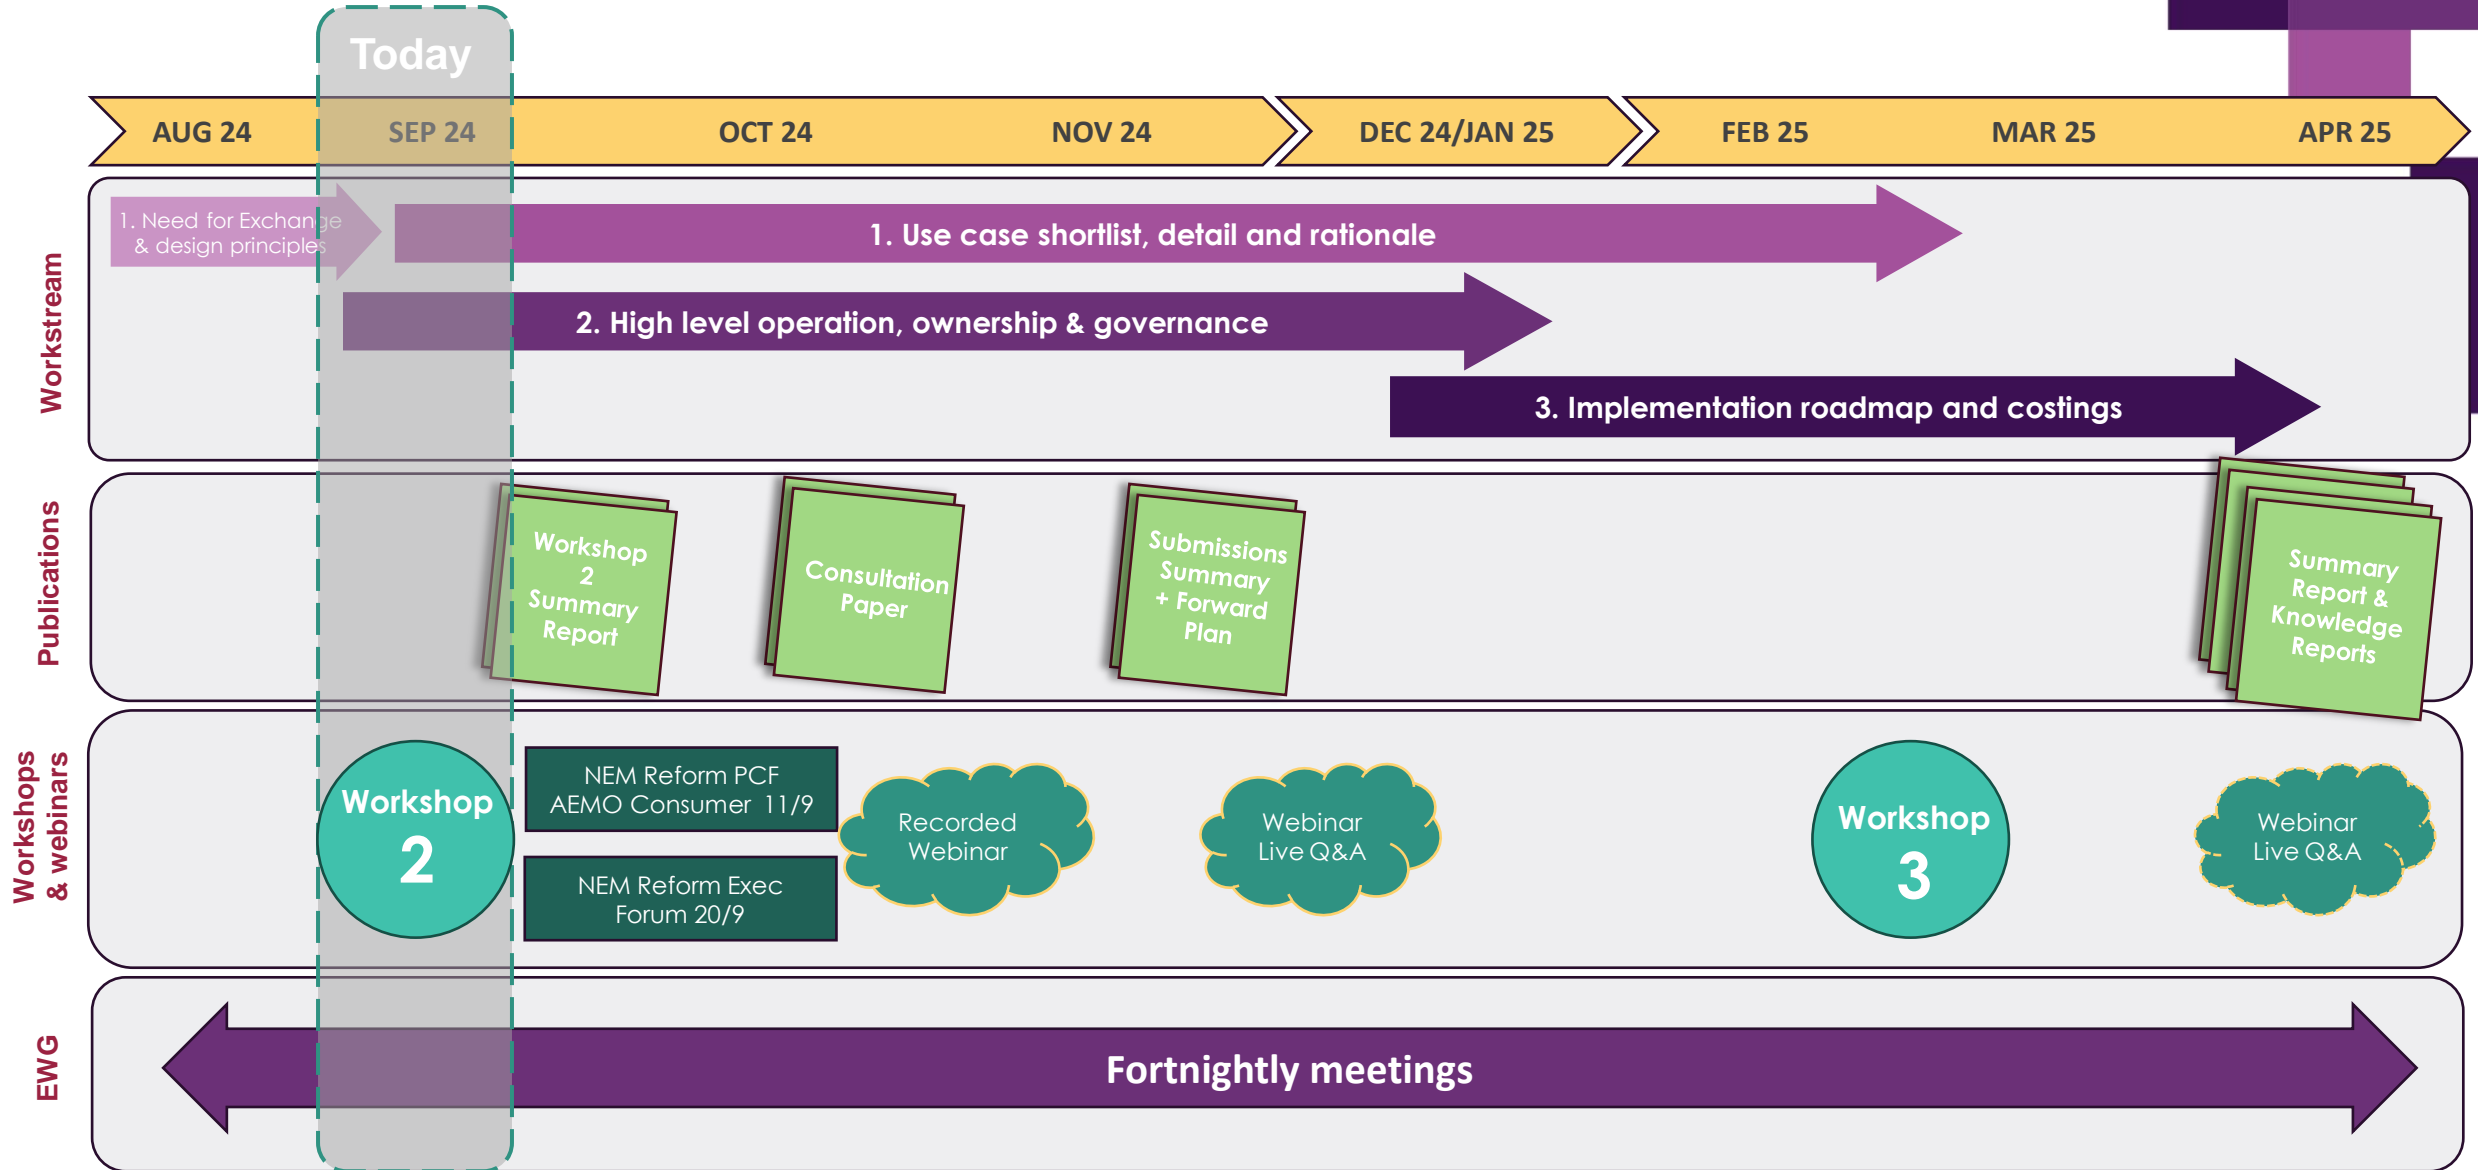 Today
AUG 24
SEP 24
OCT 24
NOV 24
DEC 24/JAN 25
FEB 25
MAR 25
APR 25
Workstream
1. Need for Exchange
& design principles
1. Use case shortlist, detail and rationale
2. High level operation, ownership & governance
3. Implementation roadmap and costings
Publications
Workshop
2
Summary
Report
Consultation
Paper
Submissions
Summary
+ Forward
Plan
Summary
Report &
Knowledge
Reports
Workshops
& webinars
Workshop
2
NEM Reform PCF
AEMO Consumer 11/9
NEM Reform Exec
Forum 20/9
Recorded
Webinar
Webinar
Live Q&A
Workshop
3
Webinar
Live Q&A
EWG
Fortnightly meetings